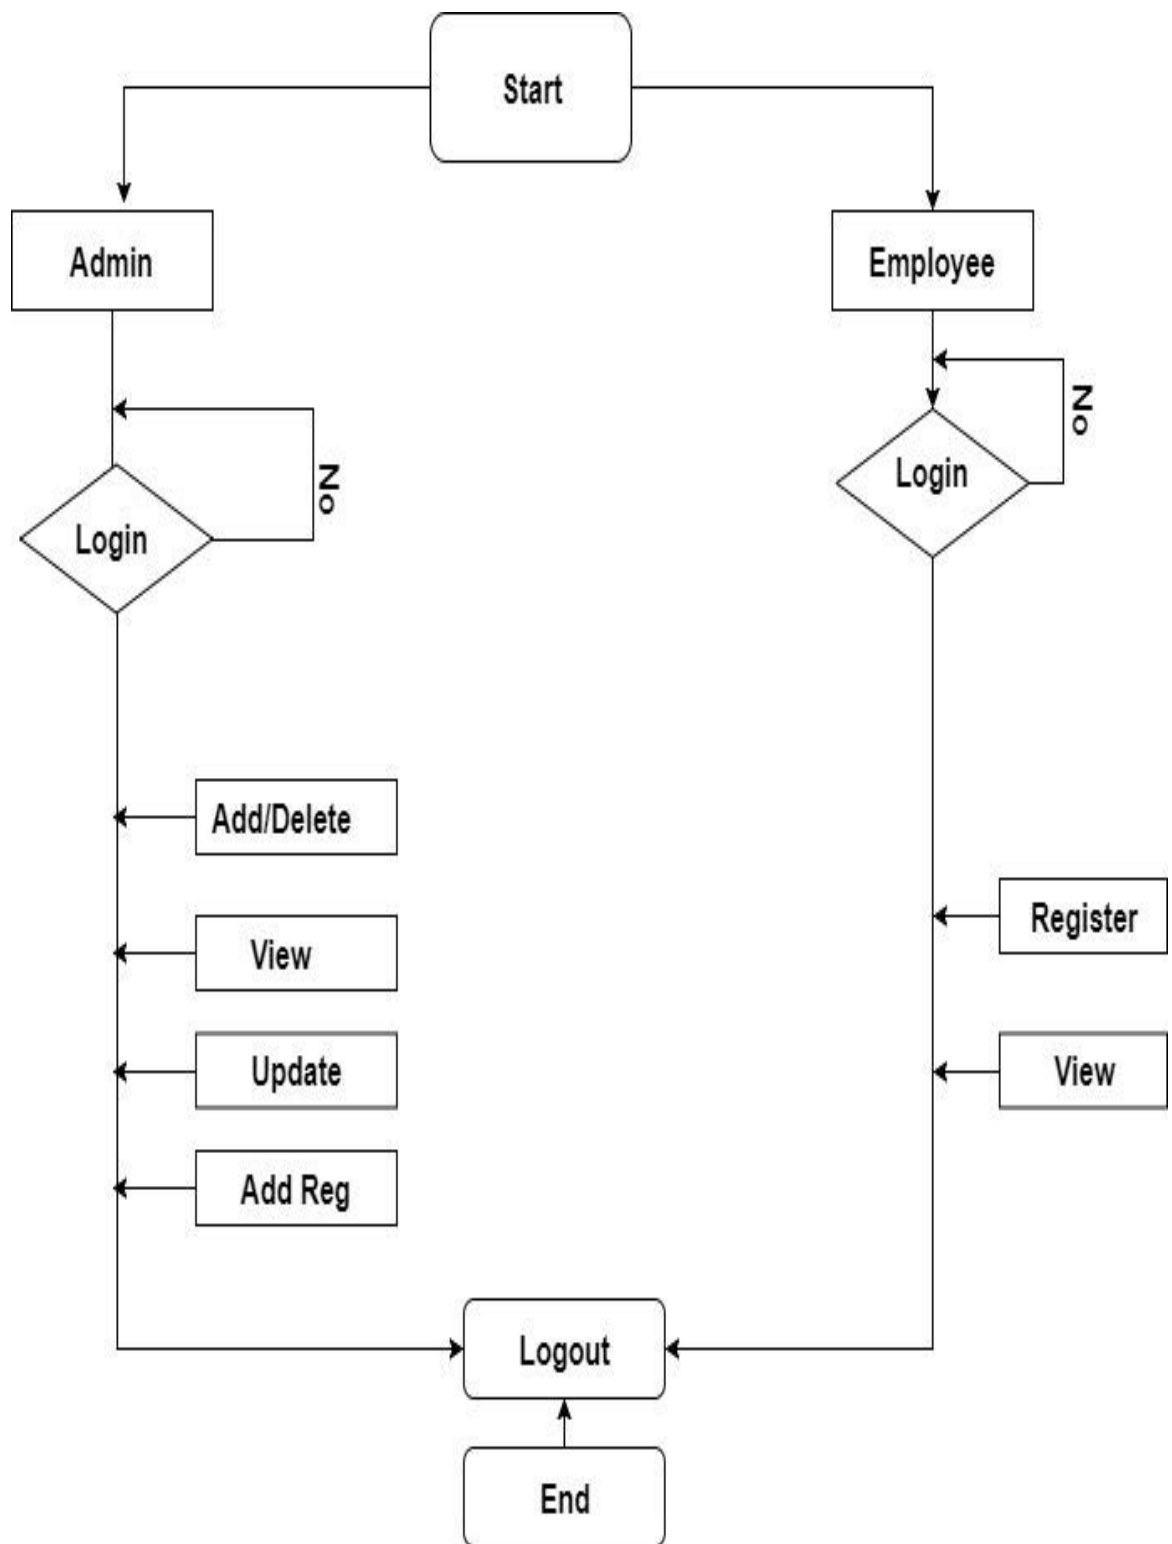 Start
Admin
Employee
No
No
Login
Login
Add/Delete
Register
View
Update
View
Add Reg
Logout
End